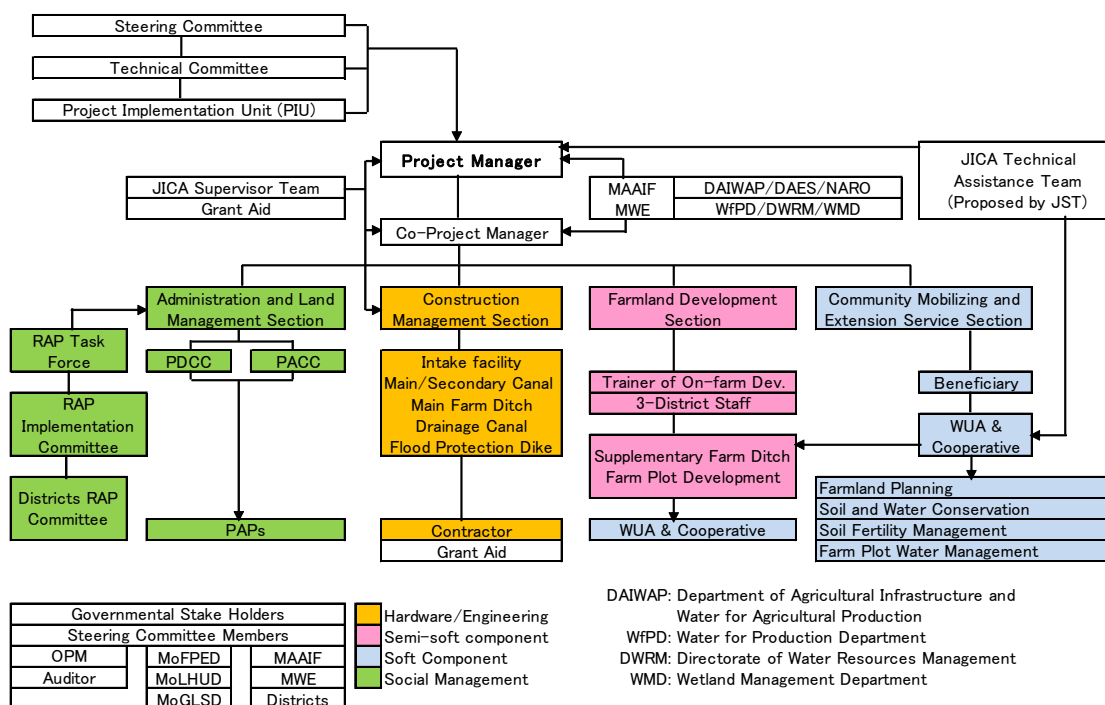 Steering Committee
Technical Committee
Project Implementation Unit (PIU)
Project Manager
JICA Supervisor Team
Grant Aid
MAAIF
MWE
DAIWAP/DAES/NARO
WfPD/DWRM/WMD
JICA Technical
Assistance Team
(Proposed by JST)
Co-Project Manager
Administration and Land
Management Section
Construction
Management Section
Farmland Development
Section
Community Mobilizing and
Extension Service Section
RAP Task
Force
PDCC
PACC
Intake facility
Main/Secondary Canal
Main Farm Ditch
Drainage Canal
Flood Protection Dike
Trainer of On-farm Dev.
3-District Staff
Beneficiary
RAP
Implementation
Committee
WUA &
Cooperative
Supplementary Farm Ditch
Farm Plot Development
Districts RAP
Committee
Farmland Planning
Soil and Water Conservation
Soil Fertility Management
Farm Plot Water Management
PAPs
Contractor
Grant Aid
WUA & Cooperative
Governmental Stake Holders
Steering Committee Members
OPM
MoFPED
MAAIF
Auditor
MoLHUD
MWE
MoGLSD
Districts
Hardware/Engineering
Semi-soft component
Soft Component
Social Management
DAIWAP: Department of Agricultural Infrastructure and
Water for Agricultural Production
WfPD: Water for Production Department
DWRM: Directorate of Water Resources Management
WMD: Wetland Management Department